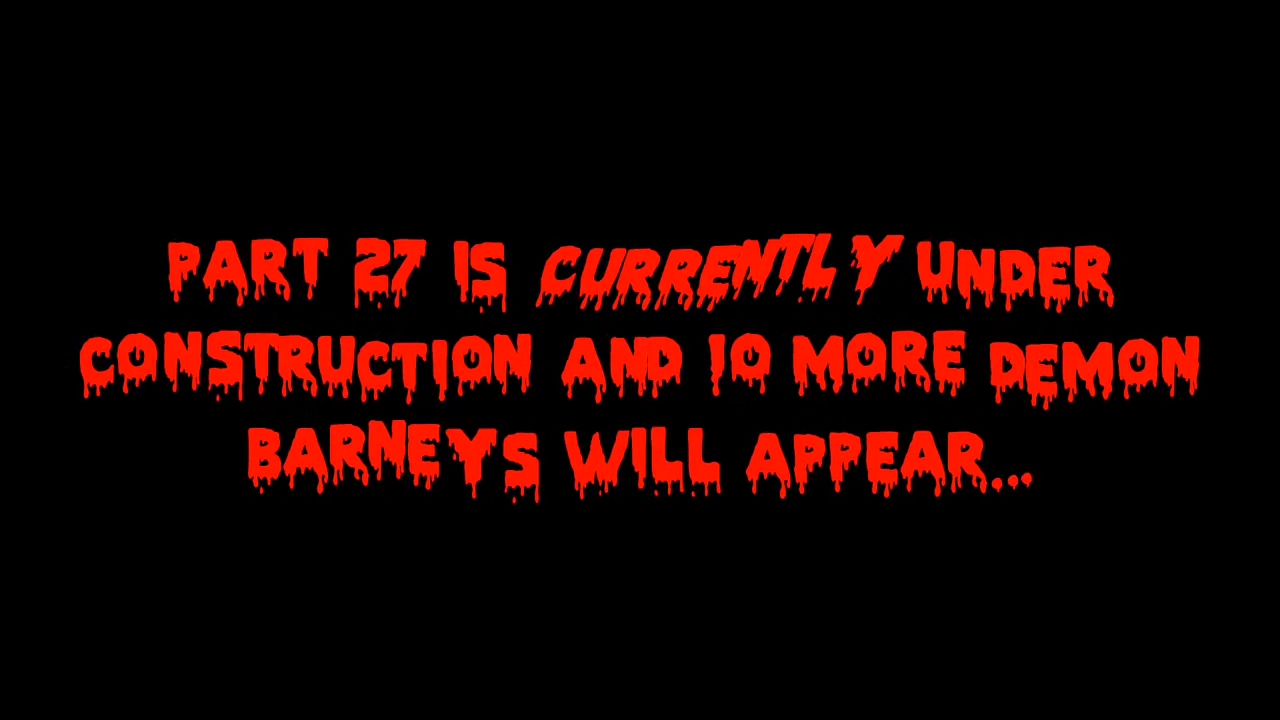 PART 27 IS CURRENTLY UNDER
CONSTRUCTION AND 10 MORE DEMON
BARNEYS WILL APPEAR...